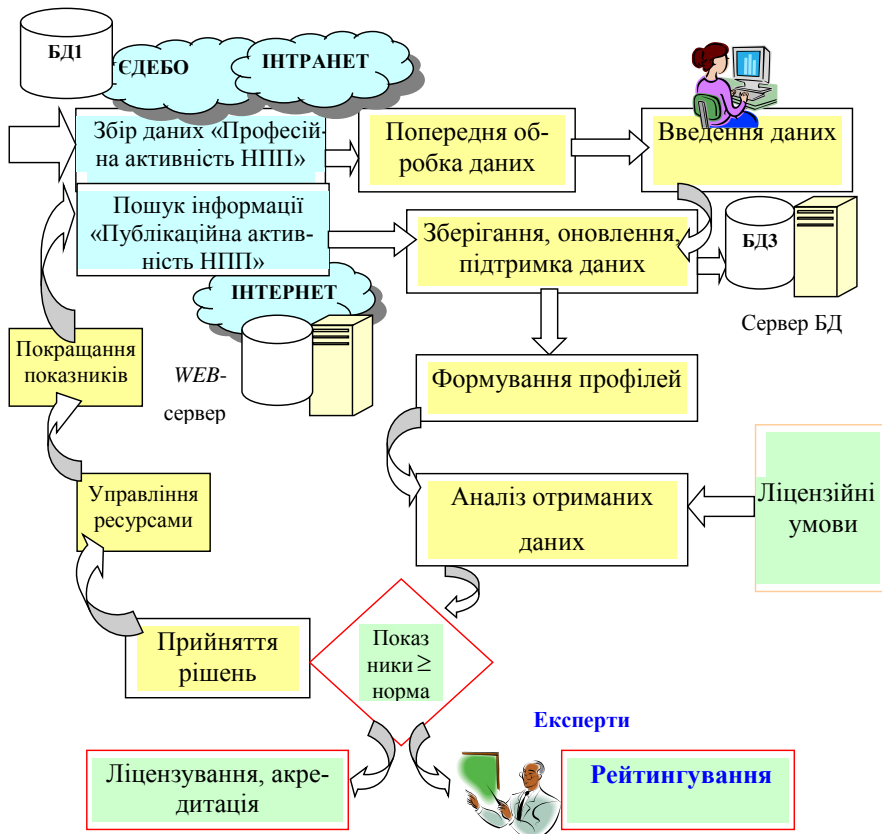 БД1
ЄДЕБО
ІНТРАНЕТ
Збір даних «Професій-
на активність НПП»
Попередня об-
робка даних
Введення даних
Пошук інформації
«Публікаційна актив-
ність НПП»
Зберігання, оновлення,
підтримка даних
БД3
Сервер БД
ІНТЕРНЕТ
WEB-
сервер
Покращання
показників
Формування профілей
Управління
ресурсами
Аналіз отриманих
даних
Ліцензійні
умови
Прийняття
рішень
Показ
ники ≥
норма
Експерти
Ліцензування, акре-
дитація
Рейтингування